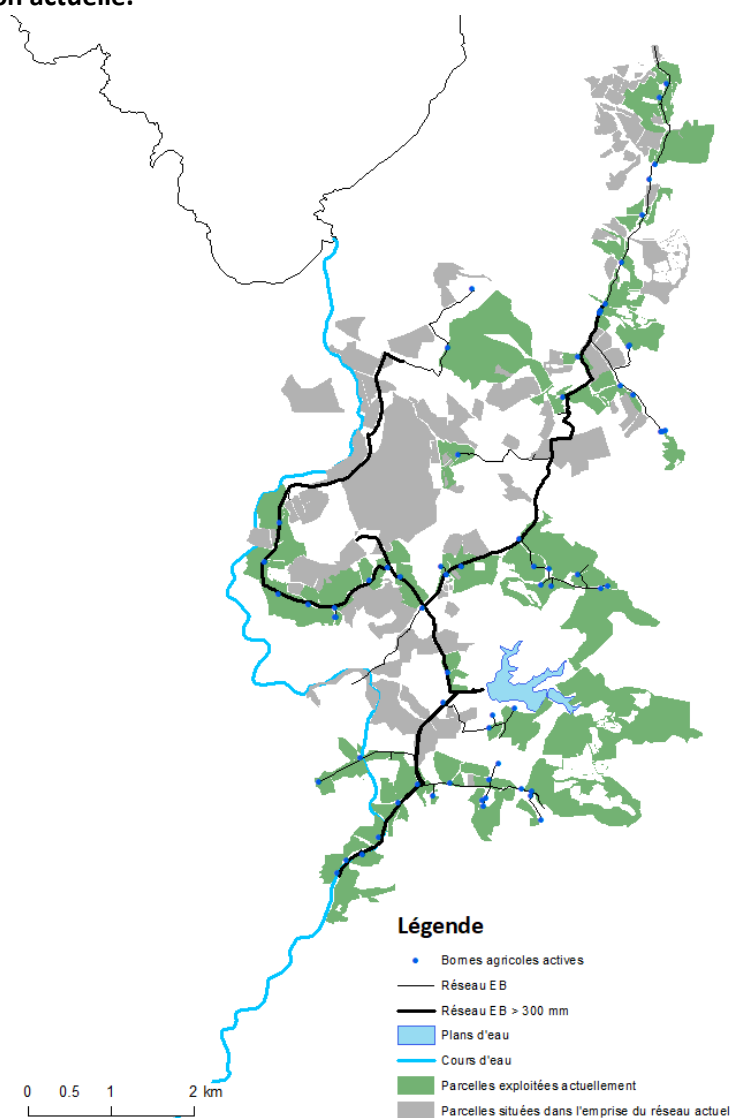 on actuelle.
Légende
Bornes agricoles actives
Réseau EB
Réseau EB > 300 mm
Plans d'eau
Cours d'eau
Parcelles exploitées actuellement
Parcelles situées dans l'emprise du réseau actuel
0 0.5 1 2 km